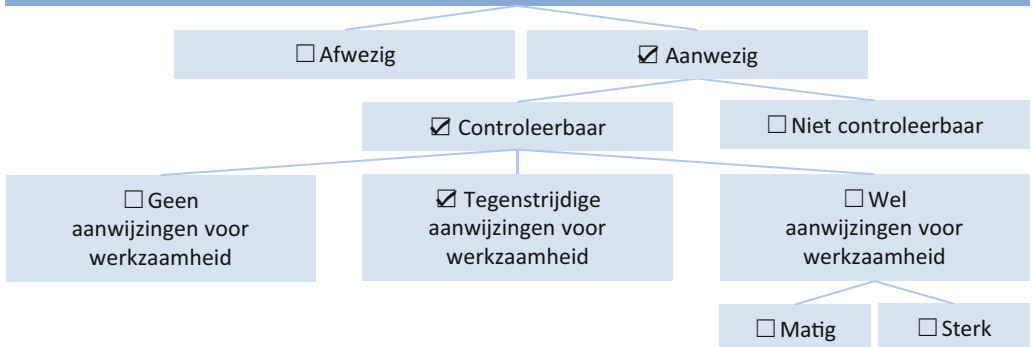 ☐ Afwezig
☑ Aanwezig
☑ Controleerbaar
☐ Niet controleerbaar
☐ Geen
aanwijzingen voor
werkzaamheid
☑ Tegenstrijdige
aanwijzingen voor
werkzaamheid
☐ Wel
aanwijzingen voor
werkzaamheid
☐ Matig
☐ Sterk